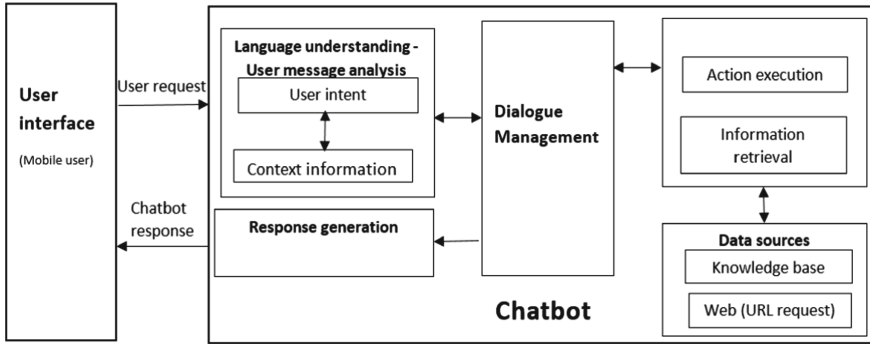 User
interface
(Mobile user)
User request
Chatbot
response
Language understanding -
User message analysis
User intent
Context information
Response generation
Dialogue
Management
Action execution
Information
retrieval
Data sources
Knowledge base
Web (URL request)
Chatbot